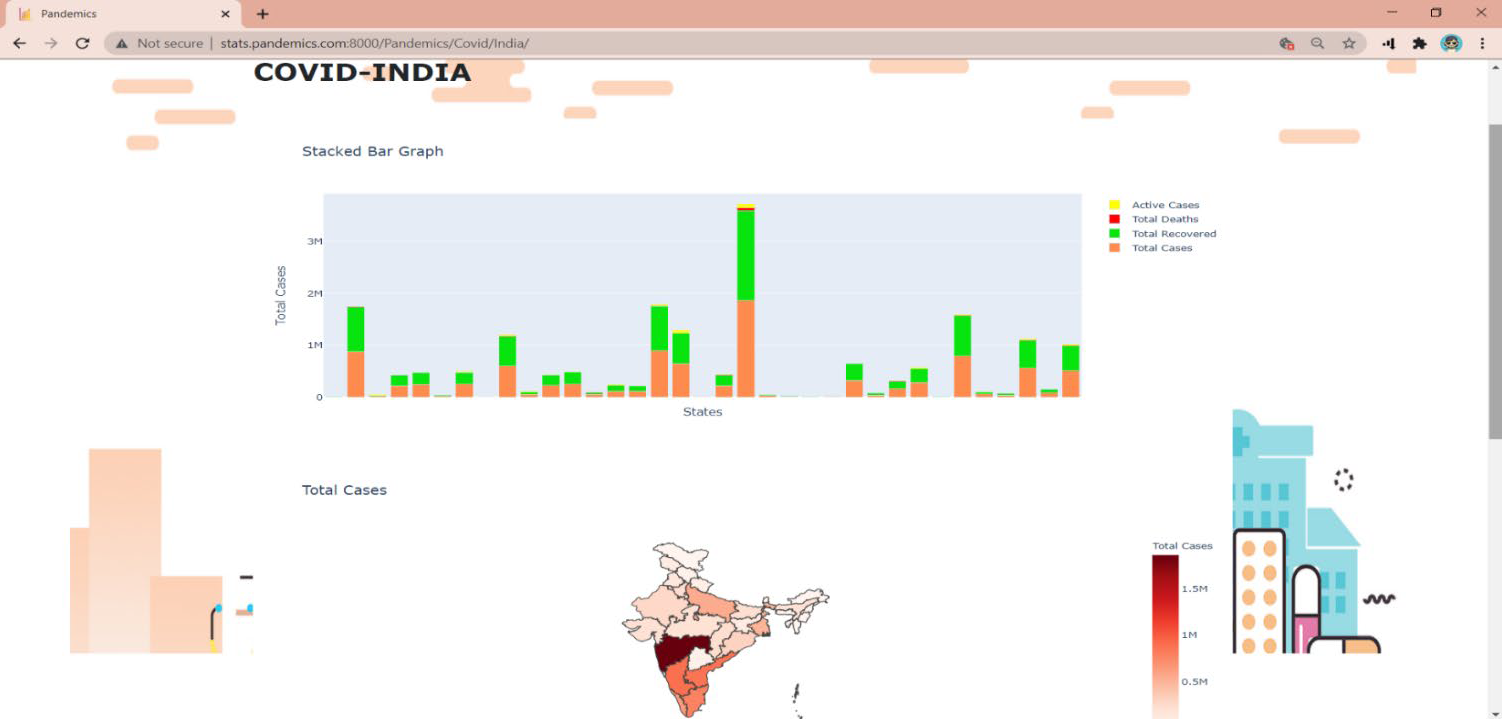 Pandemics
Not secure | stats.pandemics.com:8000/Pandemics/Covid/India/
COVID-INDIA
Stacked Bar Graph
Total Cases
3M
2M
1M
0
States
Active Cases
Total Deaths
Total Recovered
Total Cases
Total Cases
Total Cases
1.5M
1M
0.5M